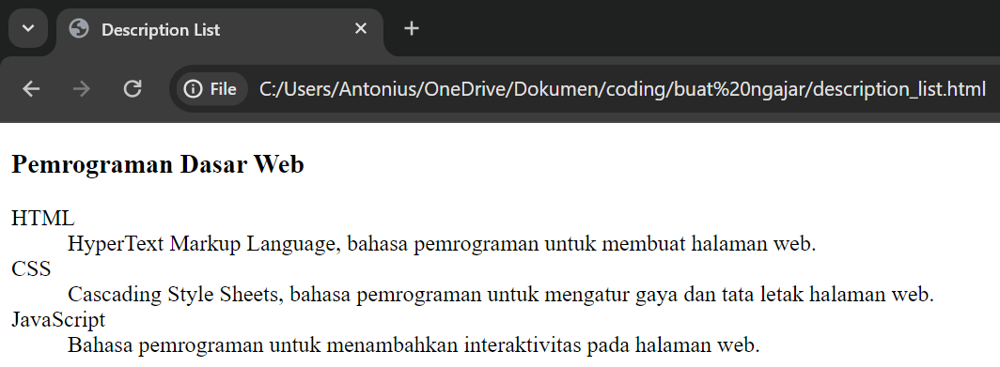 Description List
File
C:/Users/Antonius/OneDrive/Dokumen/coding/buat%20ngajar/description_list.html
Pemrograman Dasar Web
HTML
HyperText Markup Language, bahasa pemrograman untuk membuat halaman web.
CSS
Cascading Style Sheets, bahasa pemrograman untuk mengatur gaya dan tata letak halaman web.
JavaScript
Bahasa pemrograman untuk menambahkan interaktivitas pada halaman web.